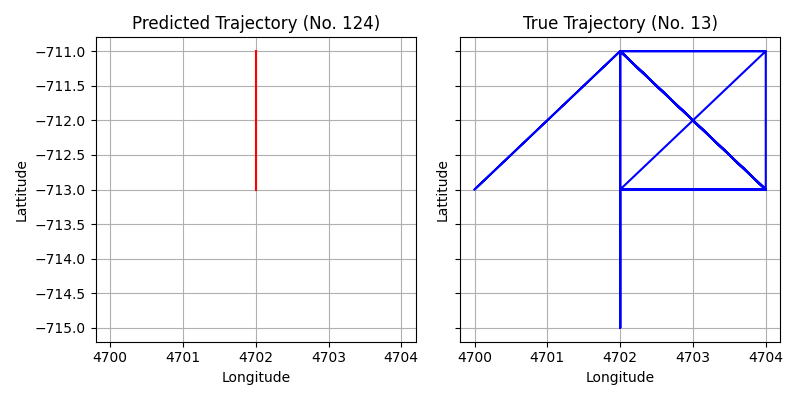 Predicted Trajectory (No. 124)
True Trajectory (No. 13)
−711.0
−711.5
−712.0
−712.5
−713.0
−713.5
−714.0
−714.5
−715.0
Lattitude
Lattitude
4700 4701 4702 4703 4704
4700 4701 4702 4703 4704
Longitude
Longitude